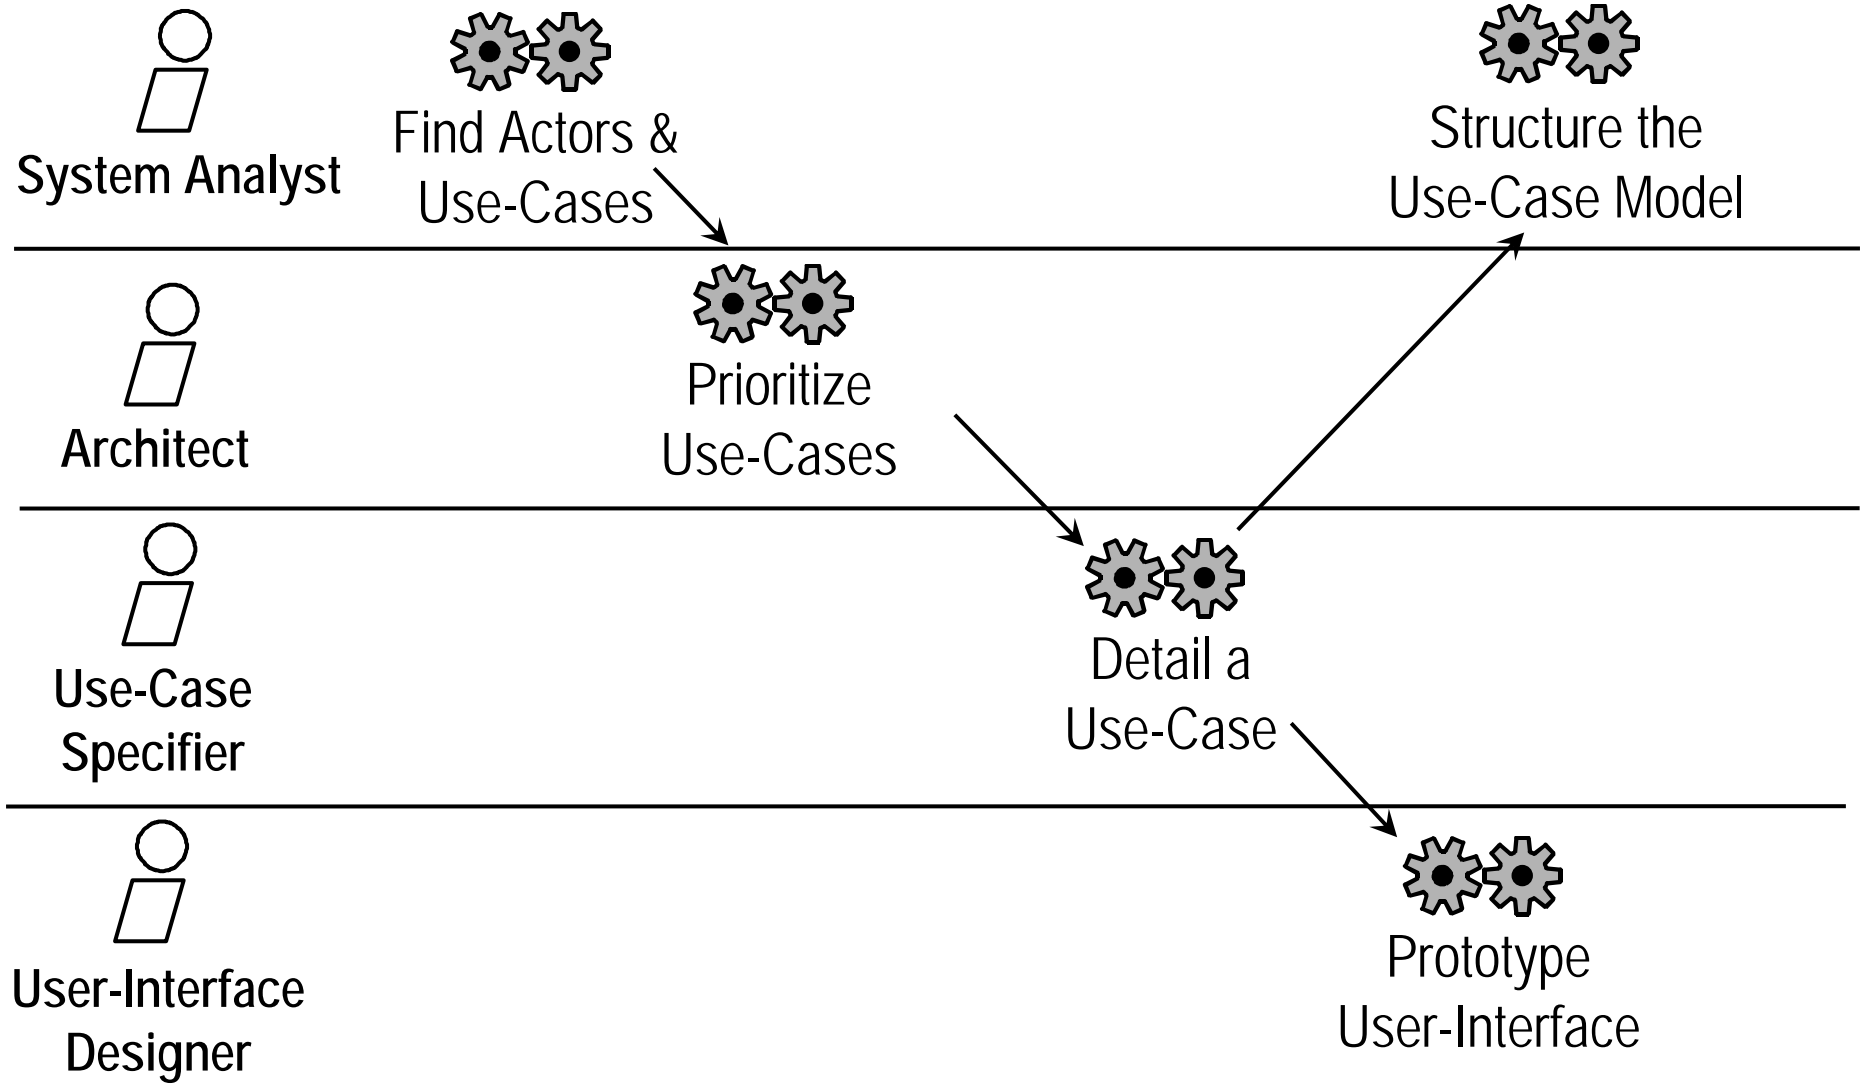 System Analyst
Find Actors &
Use-Cases
Structure the
Use-Case Model
Architect
Prioritize
Use-Cases
Use-Case
Specifier
Detail a
Use-Case
User-Interface
Designer
Prototype
User-Interface